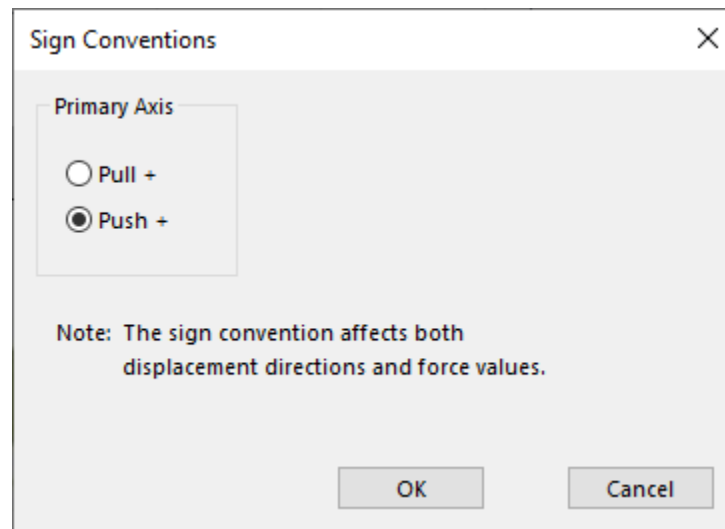 Sign Conventions
Primary Axis
Pull +
Push +
Note: The sign convention affects both
displacement directions and force values.
OK
Cancel